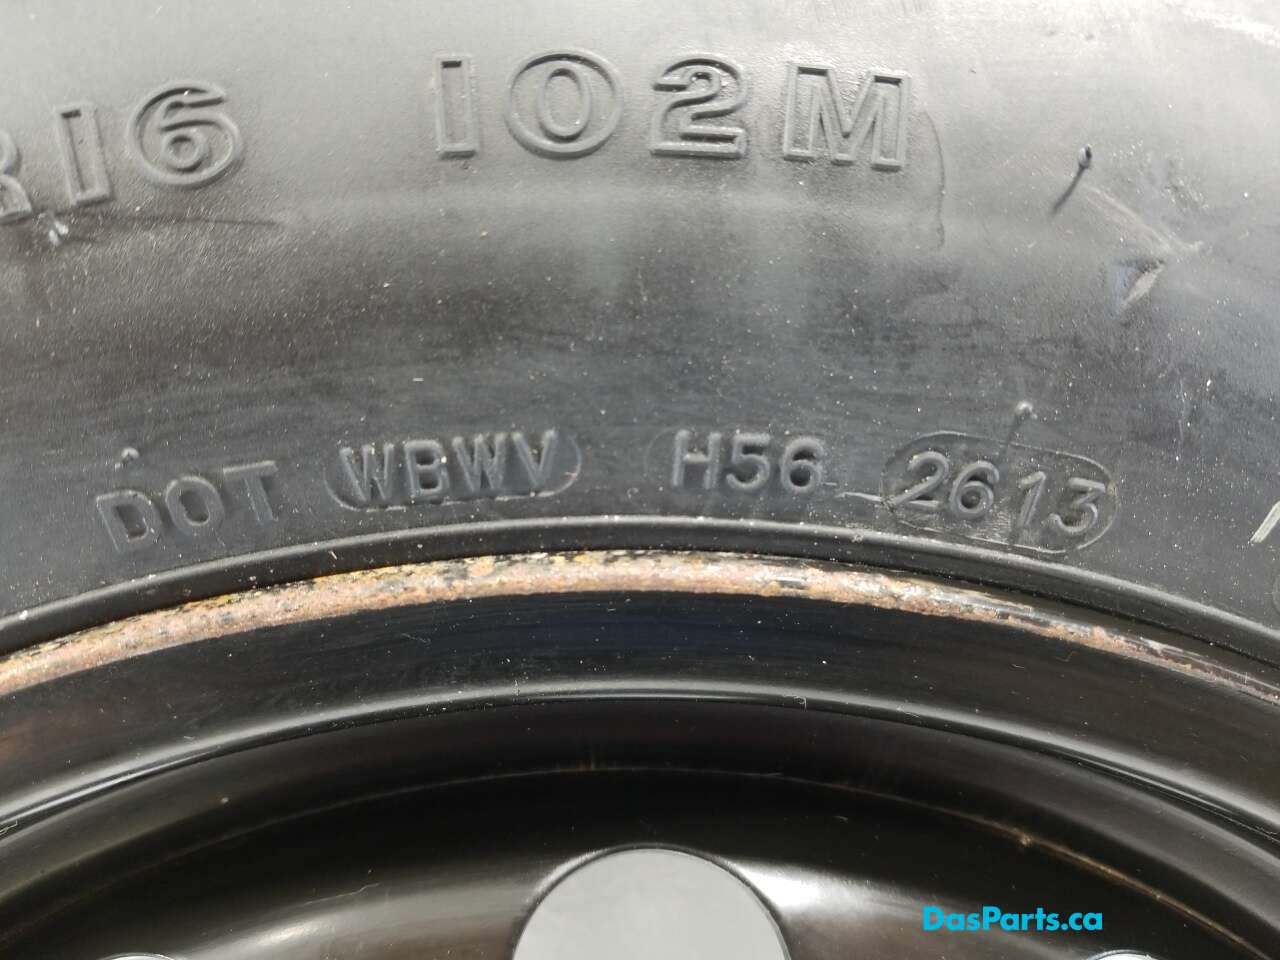 R16 102M
DOT WBWV H56 2613
DasParts.ca